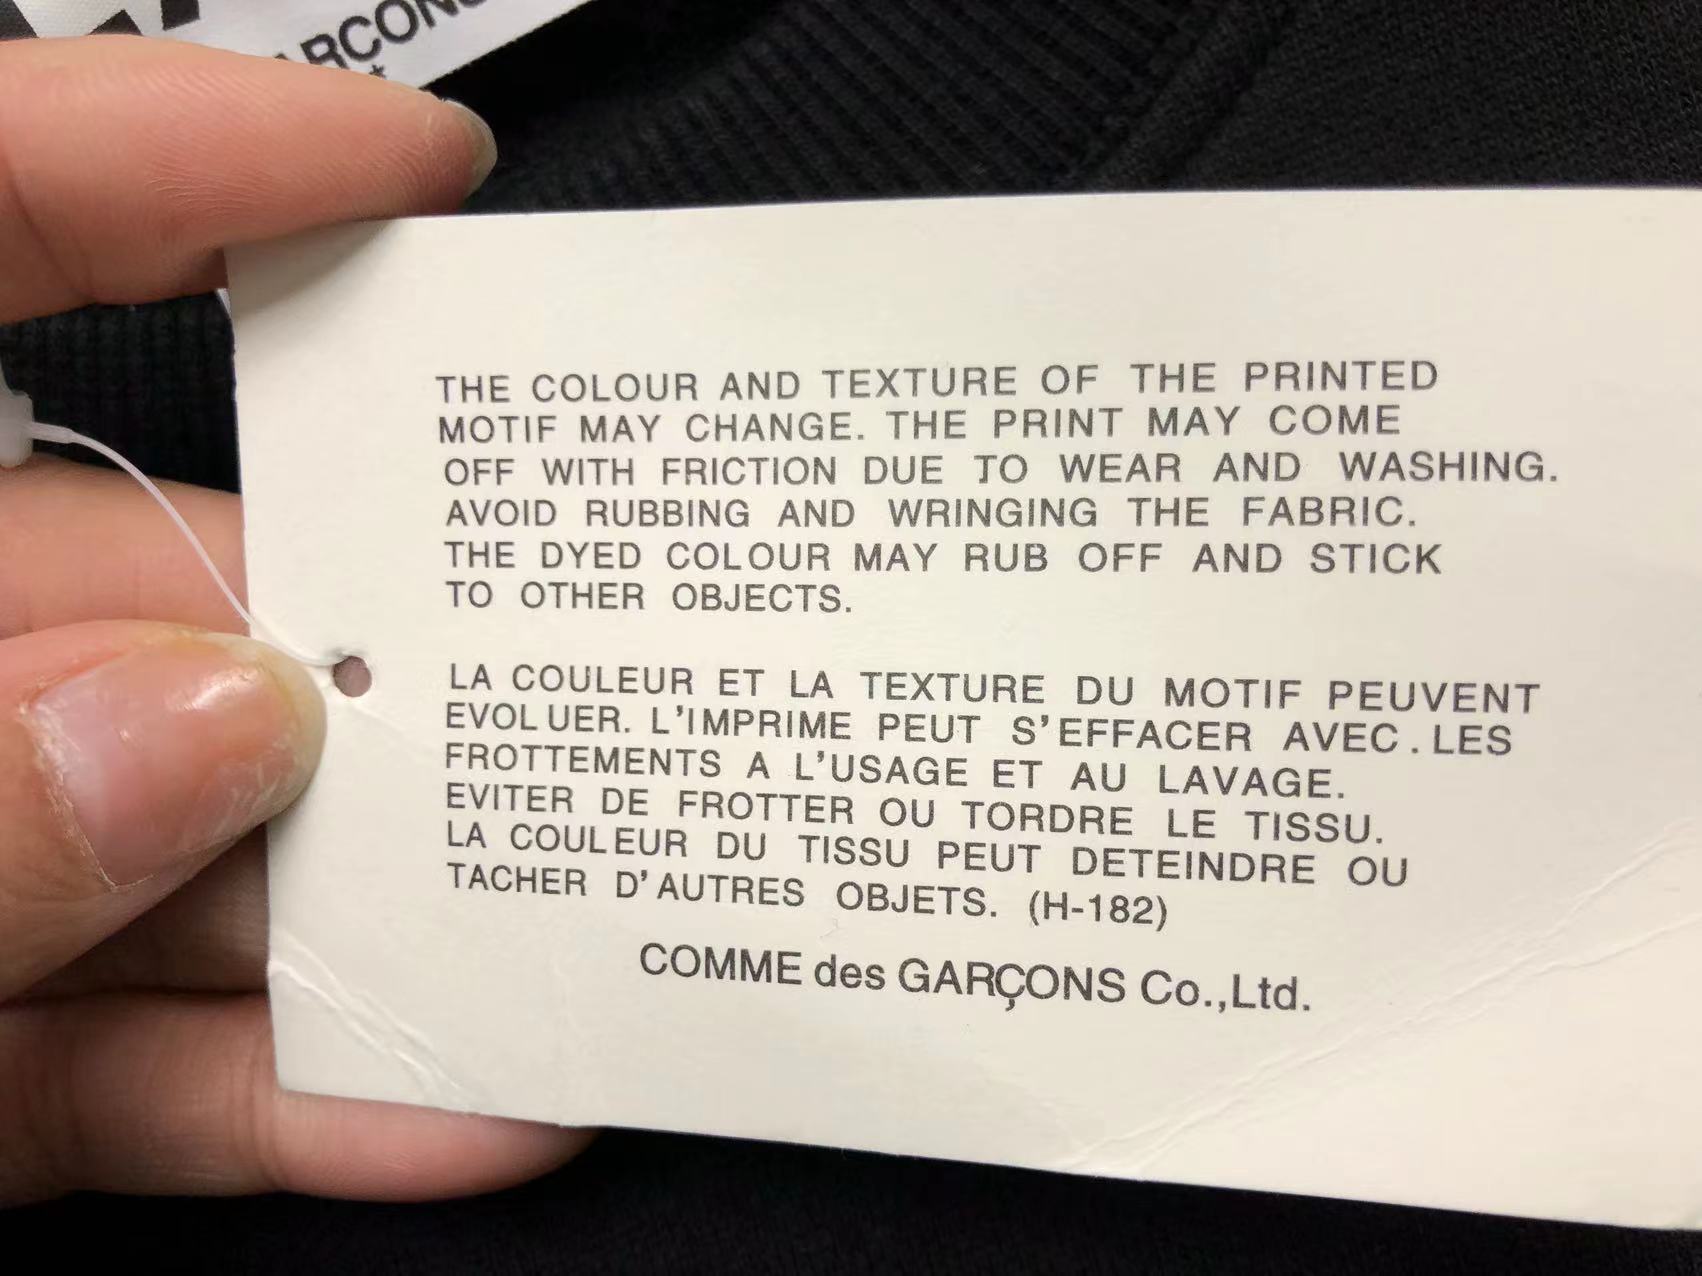 ARCONS
THE COLOUR AND TEXTURE OF THE PRINTED
MOTIF MAY CHANGE. THE PRINT MAY COME
OFF WITH FRICTION DUE TO WEAR AND WASHING.
AVOID RUBBING AND WRINGING THE FABRIC.
THE DYED COLOUR MAY RUB OFF AND STICK
TO OTHER OBJECTS.
LA COULEUR ET LA TEXTURE DU MOTIF PEUVENT
EVOLUER. L'IMPRIME PEUT S'EFFACER AVEC . LES
FROTTEMENTS A L'USAGE ET AU LAVAGE.
EVITER DE FROTTER OU TORDRE LE TISSU.
LA COULEUR DU TISSU PEUT DETEINDRE OU
TACHER D'AUTRES OBJETS. (H-182)
COMME des GARÇONS Co.,Ltd.